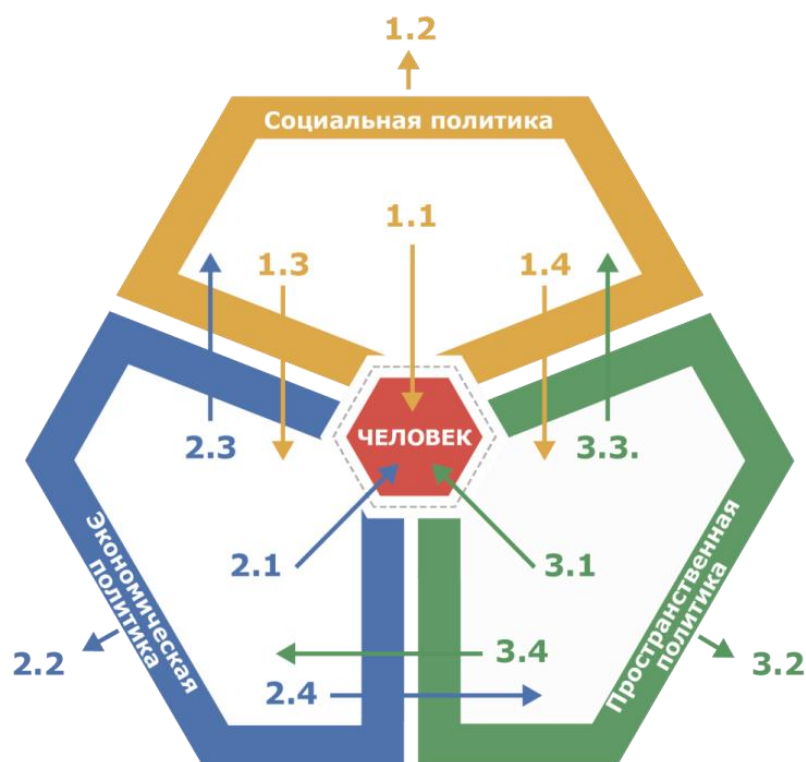 1.2
Социальная политика
1.1
1.3
1.4
ЧЕЛОВЕК
2.3
3.3.
2.1
3.1
Экономическая
политика
Пространственная
политика
2.2
3.4
3.2
2.4